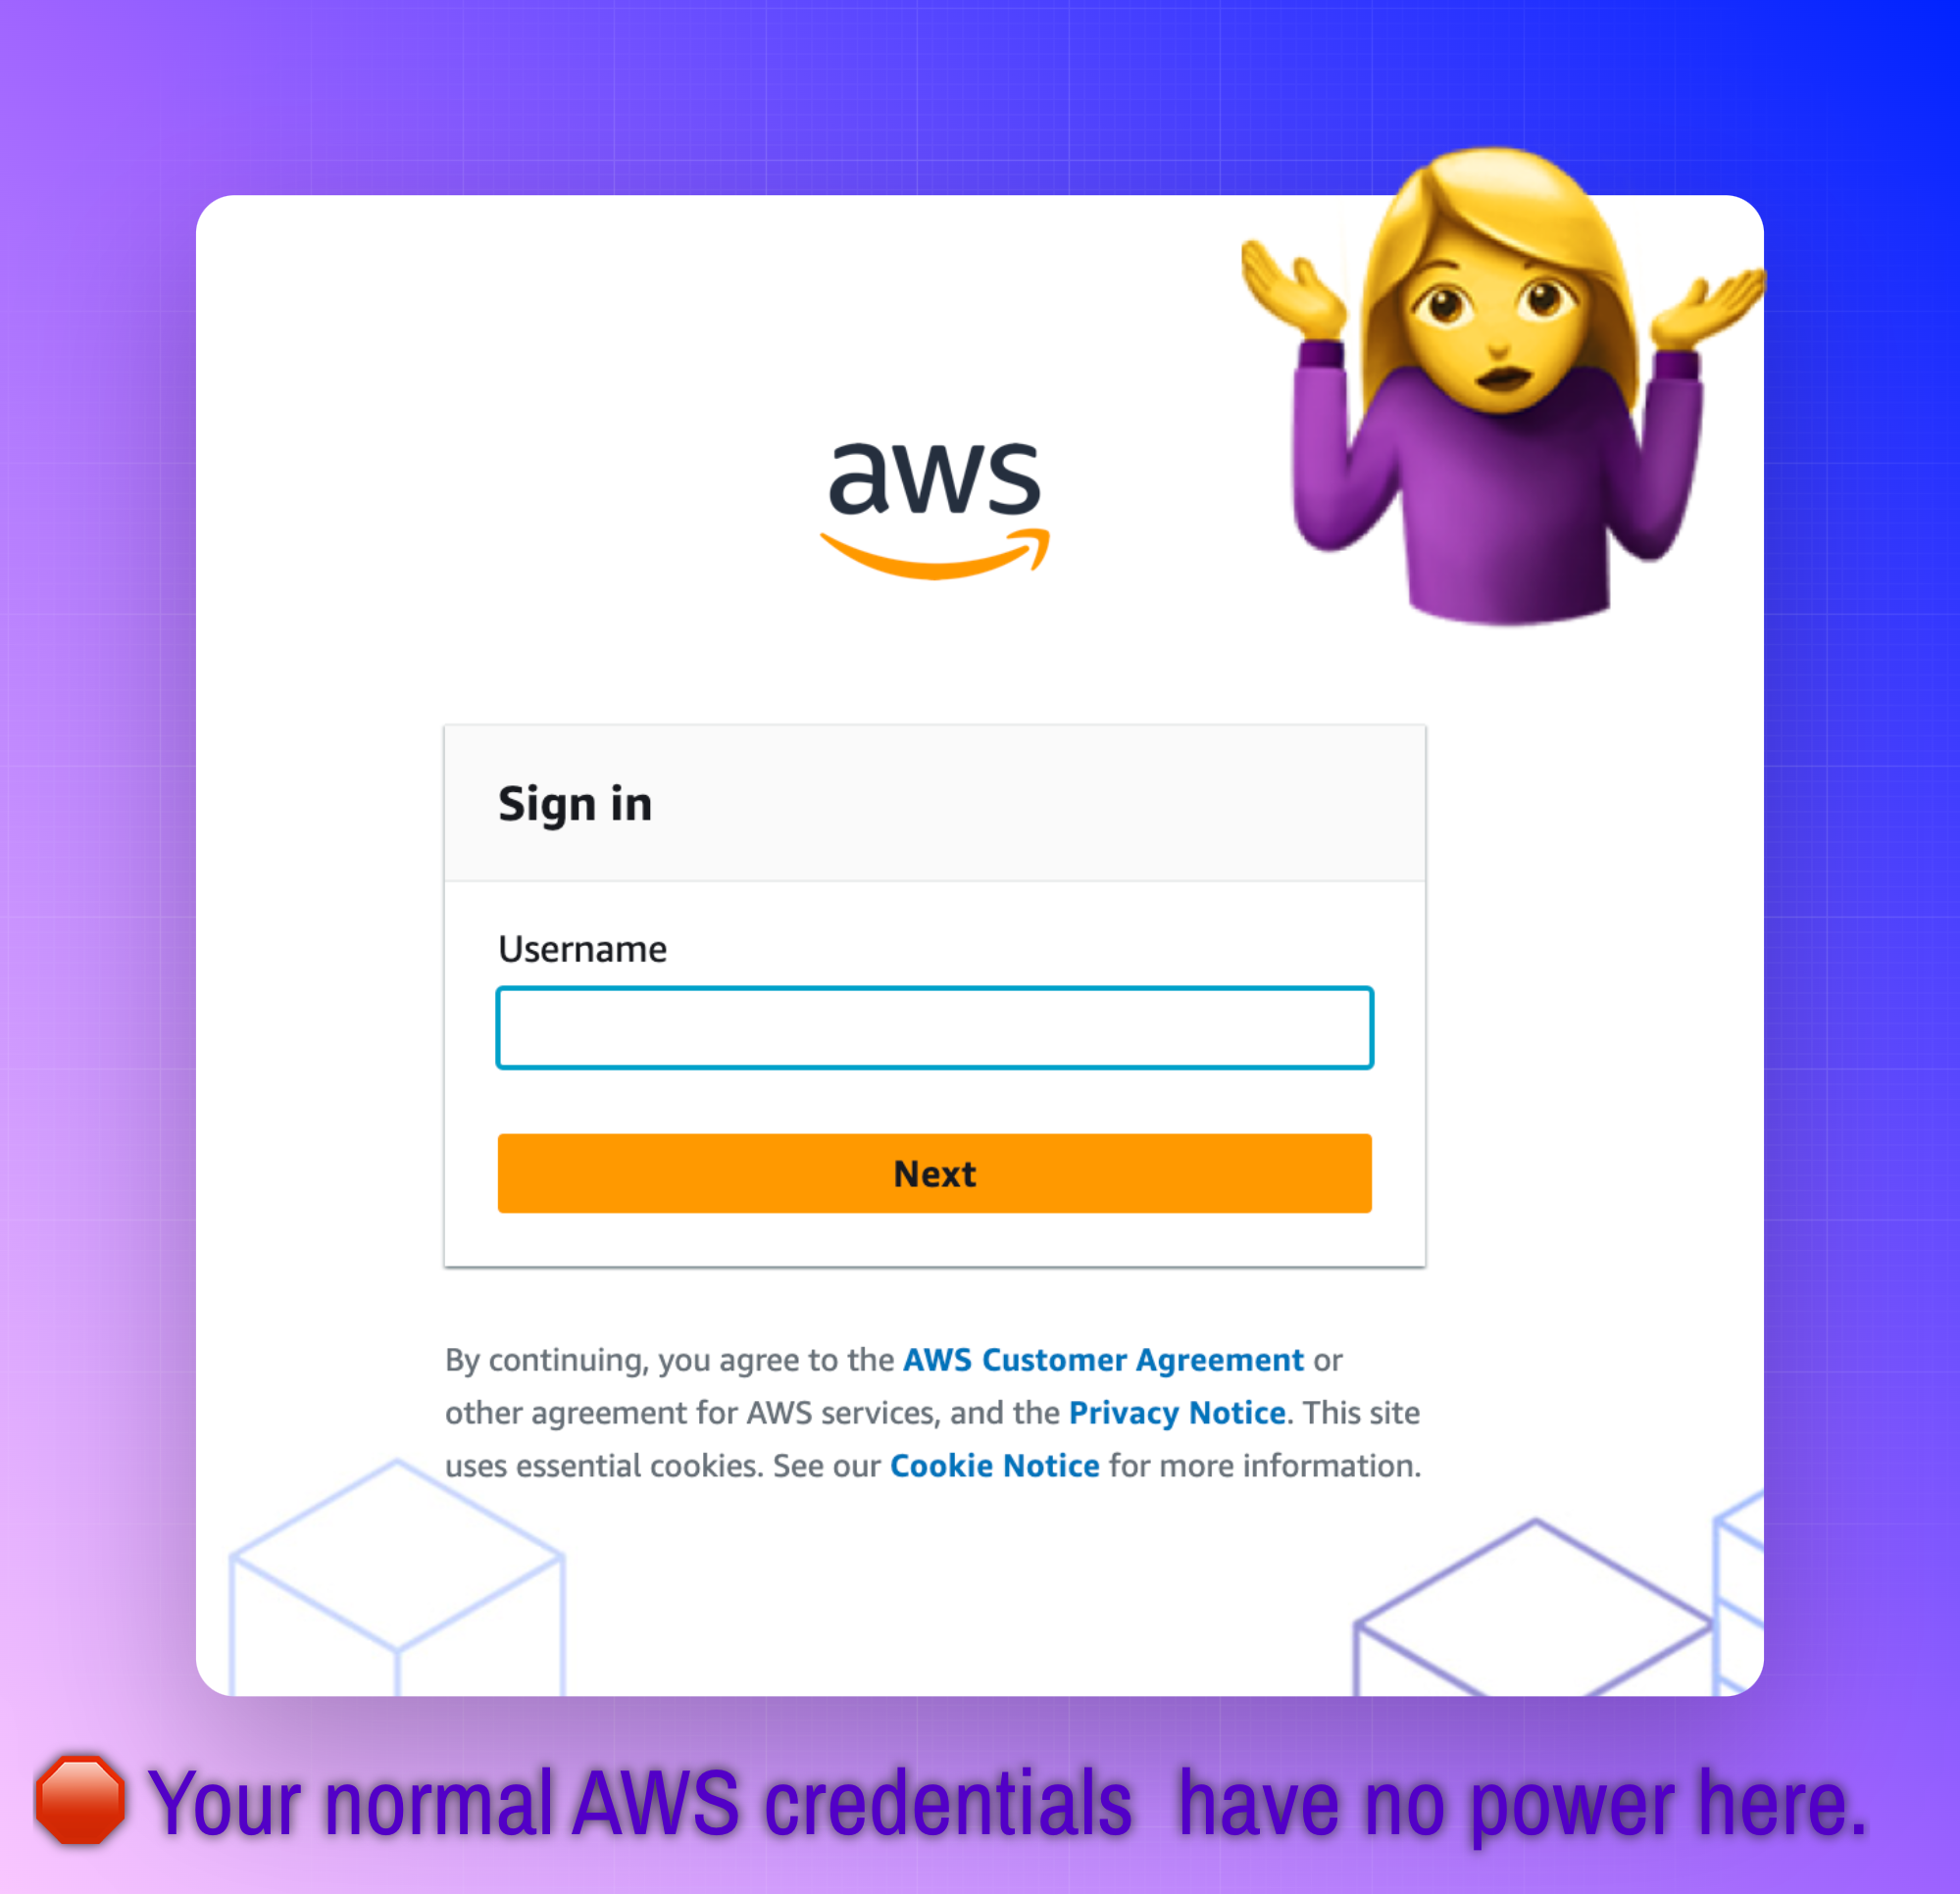 aws
Sign in
Username
Next
By continuing, you agree to the AWS Customer Agreement or
other agreement for AWS services, and the Privacy Notice. This site
uses essential cookies. See our Cookie Notice for more information.
🛑 Your normal AWS credentials  have no power here.